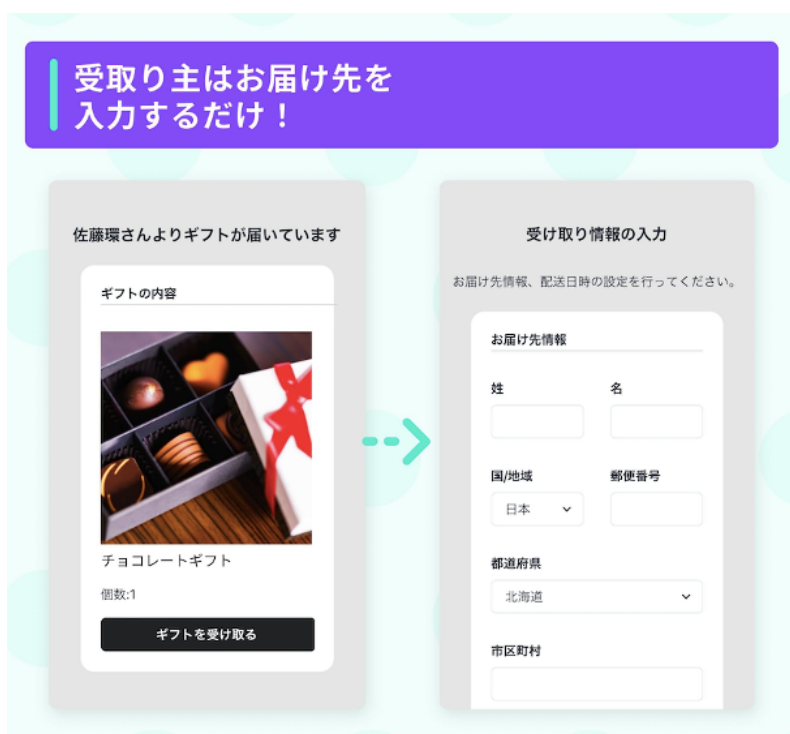 受取り主はお届け先を
入力するだけ！
佐藤環さんよりギフトが届いています
ギフトの内容
チョコレートギフト
個数:1
ギフトを受け取る
受け取り情報の入力
お届け先情報、配送日時の設定を行ってください。
お届け先情報
姓 名
国/地域 郵便番号
日本
都道府県
北海道
市区町村